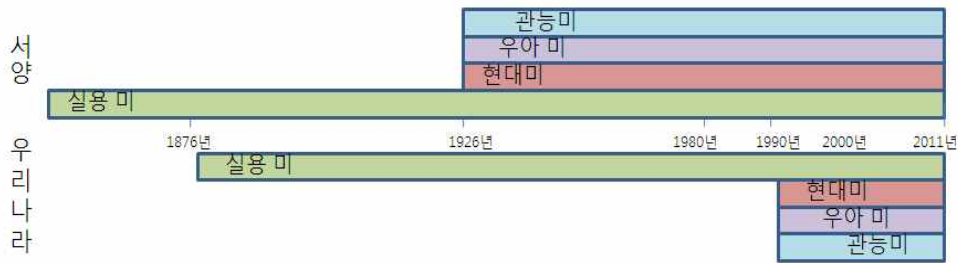 서양
관능미
우아 미
현대미
실용 미
1876년 1926년 1980년 1990년 2000년 2011년
우리나라
실용 미
현대미
우아 미
관능미